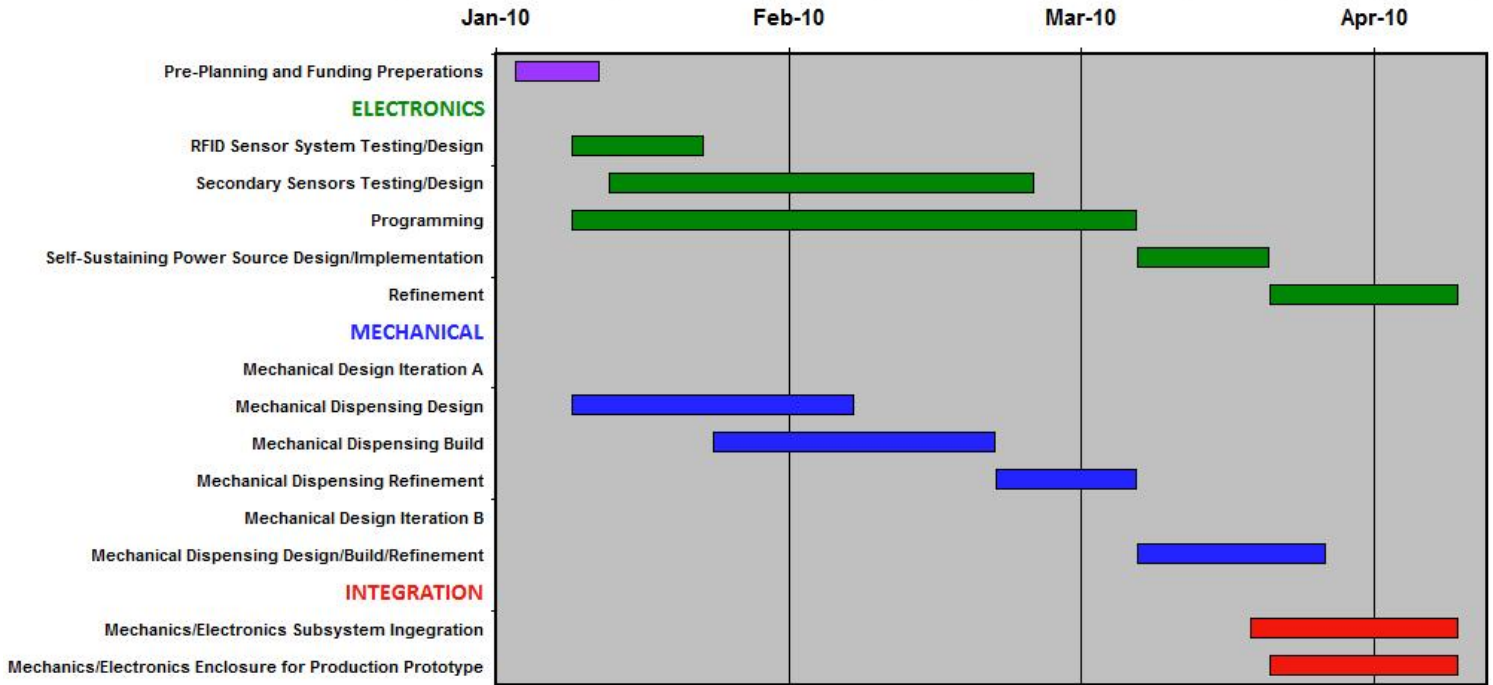 Jan-10 Feb-10 Mar-10 Apr-10
Pre-Planning and Funding Preperations
ELECTRONICS
RFID Sensor System Testing/Design
Secondary Sensors Testing/Design
Programming
Self-Sustaining Power Source Design/Implementation
Refinement
MECHANICAL
Mechanical Design Iteration A
Mechanical Dispensing Design
Mechanical Dispensing Build
Mechanical Dispensing Refinement
Mechanical Design Iteration B
Mechanical Dispensing Design/Build/Refinement
INTEGRATION
Mechanics/Electronics Subsystem Ingegration
Mechanics/Electronics Enclosure for Production Prototype